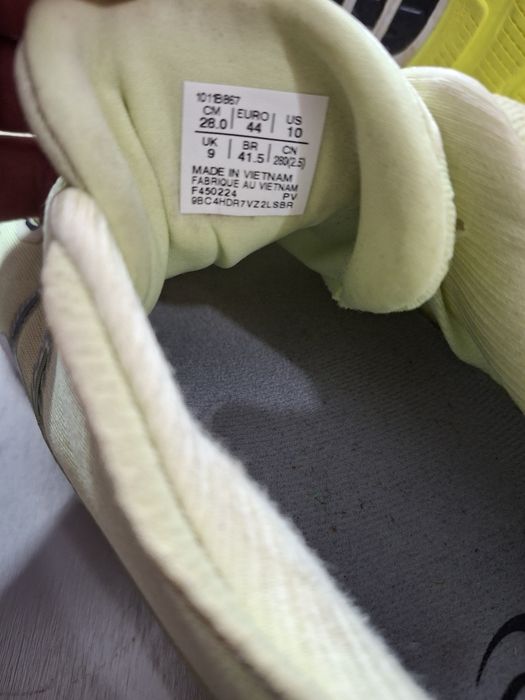 1011B867
CM EURO US
28.0 44 10
UK BR CN
9 41.5 280(2.5)
MADE IN VIETNAM
FABRIQUE AU VIETNAM
F450224 PV
9BC4HDR7VZ2LSBR